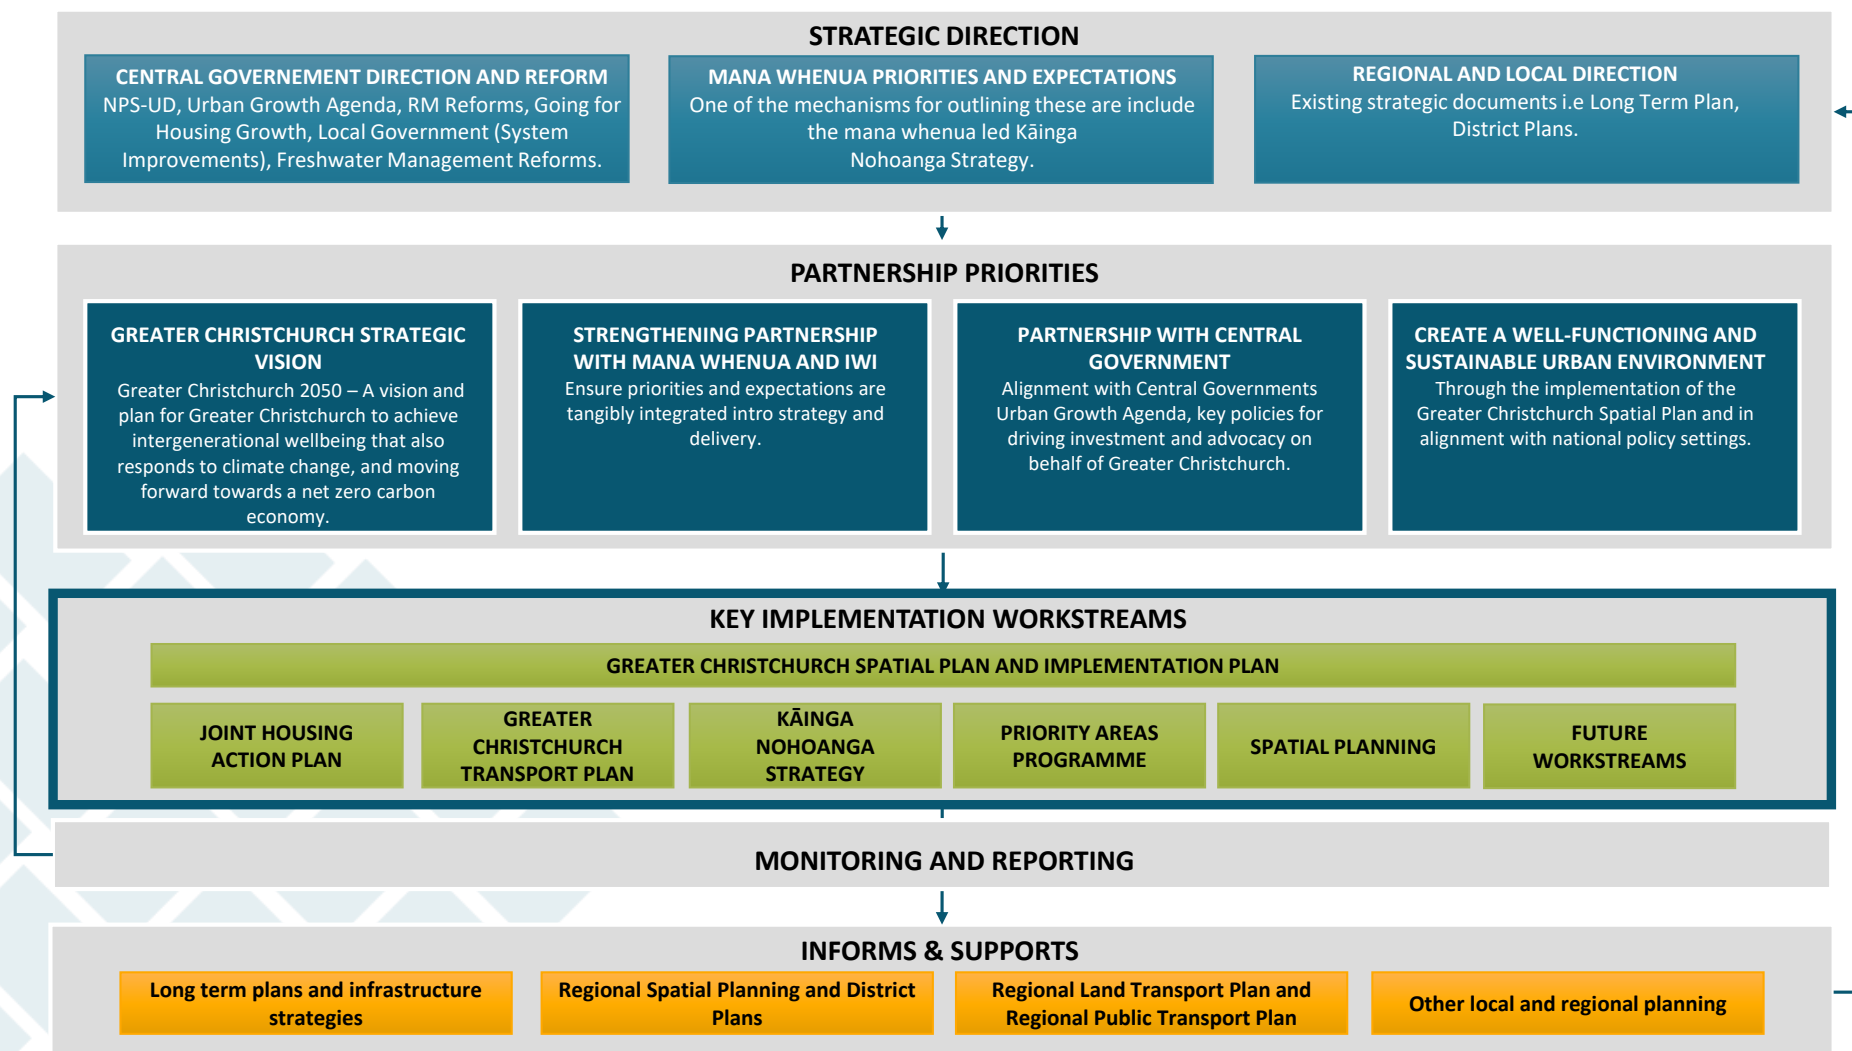 STRATEGIC DIRECTION
CENTRAL GOVERNEMENT DIRECTION AND REFORM
NPS-UD, Urban Growth Agenda, RM Reforms, Going for
Housing Growth, Local Government (System
Improvements), Freshwater Management Reforms.
MANA WHENUA PRIORITIES AND EXPECTATIONS
One of the mechanisms for outlining these are include
the mana whenua led Kāinga
Nohoanga Strategy.
REGIONAL AND LOCAL DIRECTION
Existing strategic documents i.e Long Term Plan,
District Plans.
PARTNERSHIP PRIORITIES
GREATER CHRISTCHURCH STRATEGIC
VISION
Greater Christchurch 2050 – A vision and
plan for Greater Christchurch to achieve
intergenerational wellbeing that also
responds to climate change, and moving
forward towards a net zero carbon
economy.
STRENGTHENING PARTNERSHIP
WITH MANA WHENUA AND IWI
Ensure priorities and expectations are
tangibly integrated intro strategy and
delivery.
PARTNERSHIP WITH CENTRAL
GOVERNMENT
Alignment with Central Governments
Urban Growth Agenda, key policies for
driving investment and advocacy on
behalf of Greater Christchurch.
CREATE A WELL-FUNCTIONING AND
SUSTAINABLE URBAN ENVIRONMENT
Through the implementation of the
Greater Christchurch Spatial Plan and in
alignment with national policy settings.
KEY IMPLEMENTATION WORKSTREAMS
GREATER CHRISTCHURCH SPATIAL PLAN AND IMPLEMENTATION PLAN
JOINT HOUSING
ACTION PLAN
GREATER
CHRISTCHURCH
TRANSPORT PLAN
KĀINGA
NOHOANGA
STRATEGY
PRIORITY AREAS
PROGRAMME
SPATIAL PLANNING
FUTURE
WORKSTREAMS
MONITORING AND REPORTING
INFORMS & SUPPORTS
Long term plans and infrastructure
strategies
Regional Spatial Planning and District
Plans
Regional Land Transport Plan and
Regional Public Transport Plan
Other local and regional planning